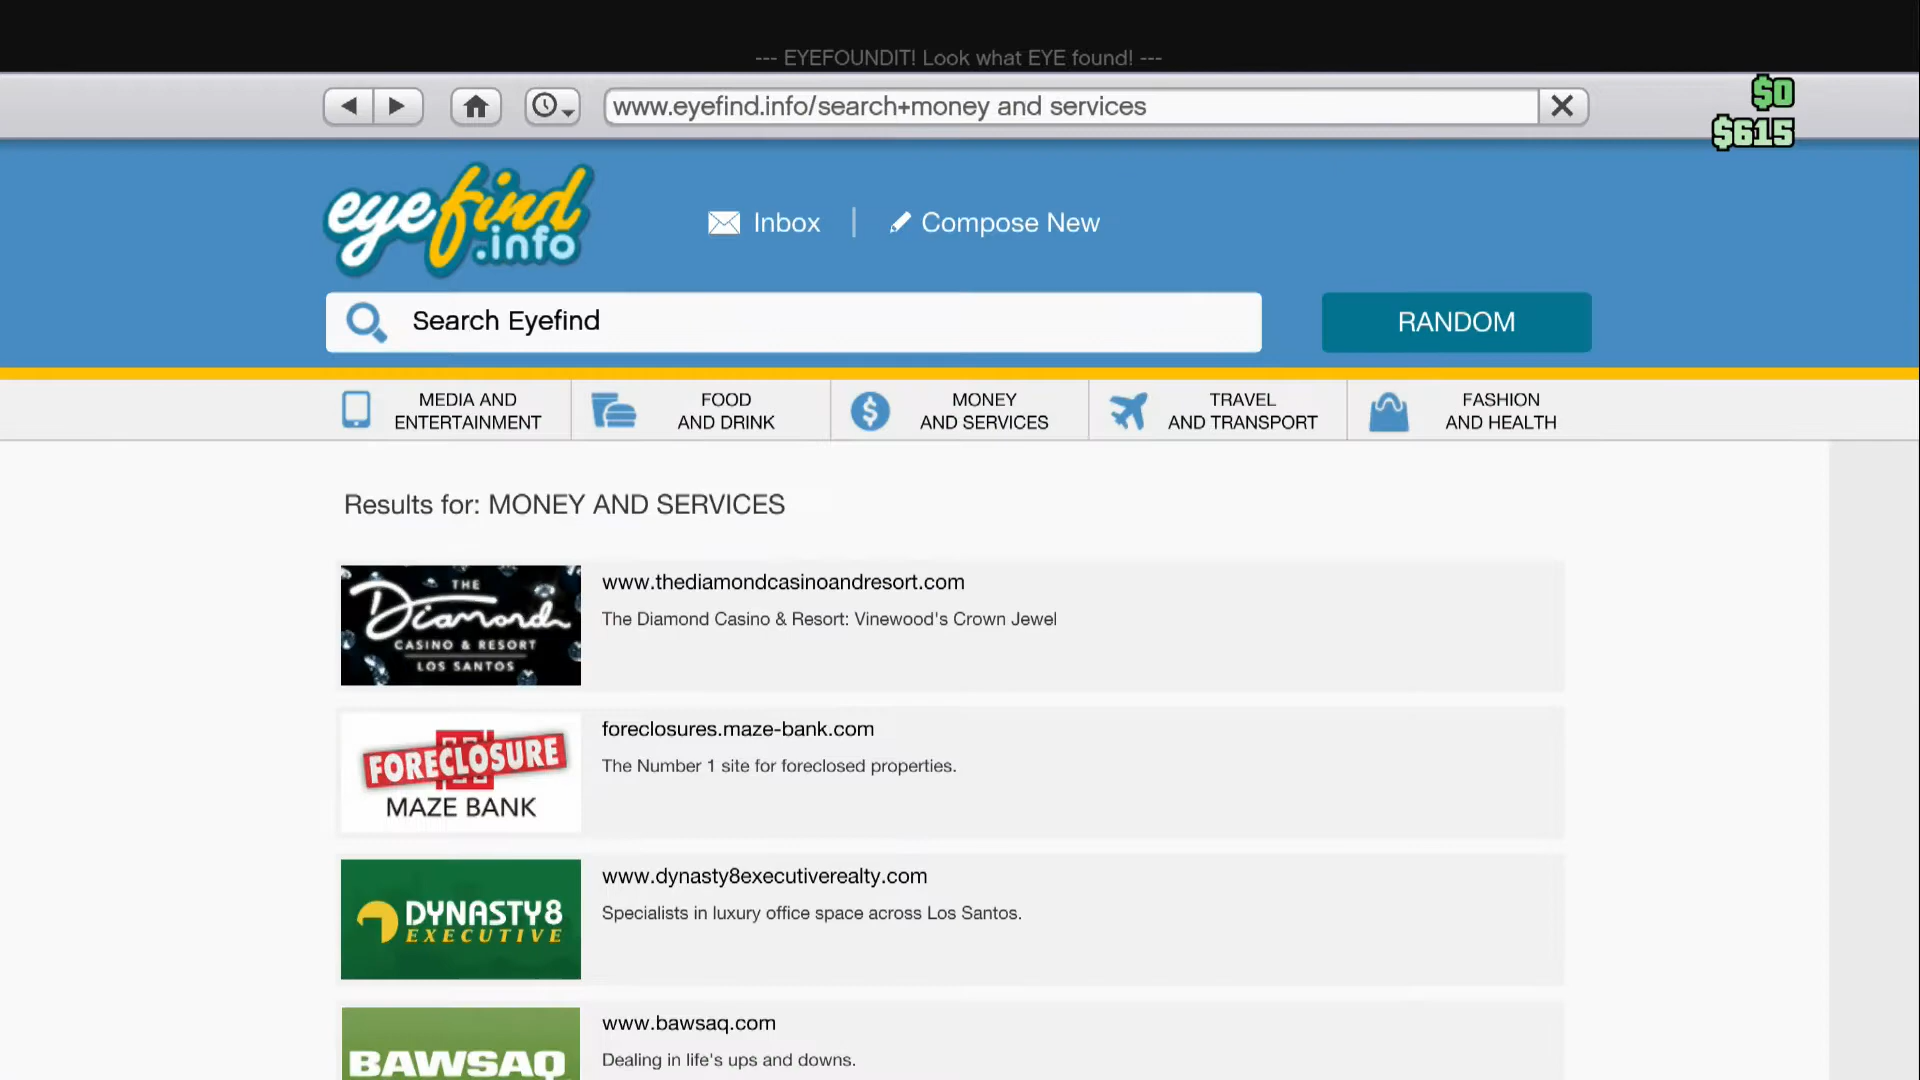 --- EYEFOUNDIT! Look what EYE found! ---
www.eyefind.info/search+money and services
$0
$615
eyefind
.info
Inbox
Compose New
Search Eyefind
RANDOM
MEDIA AND
ENTERTAINMENT
FOOD
AND DRINK
MONEY
AND SERVICES
TRAVEL
AND TRANSPORT
FASHION
AND HEALTH
Results for: MONEY AND SERVICES
THE
Diamond
CASINO & RESORT
LOS SANTOS
www.thediamondcasinoandresort.com
The Diamond Casino & Resort: Vinewood's Crown Jewel
FORECLOSURE
MAZE BANK
foreclosures.maze-bank.com
The Number 1 site for foreclosed properties.
DYNASTY 8
EXECUTIVE
www.dynasty8executiverealty.com
Specialists in luxury office space across Los Santos.
BAWSAQ
www.bawsaq.com
Dealing in life's ups and downs.